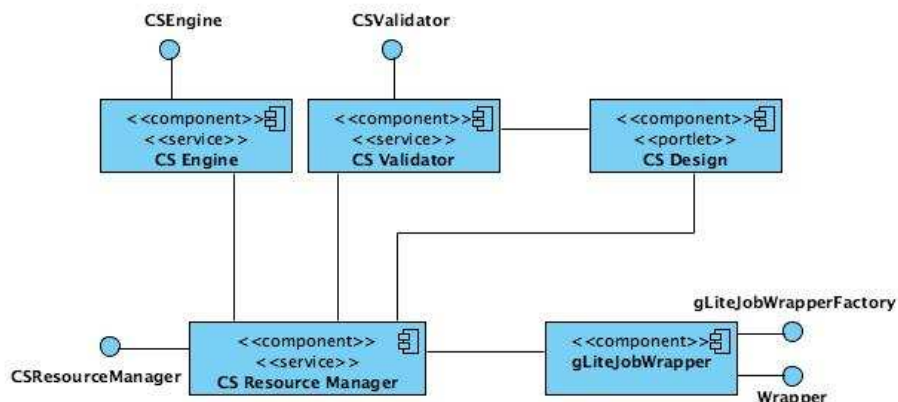 CSEngine
CSValidator
<<component>>
<<service>>
CS Engine
<<component>>
<<service>>
CS Validator
<<component>>
<<portlet>>
CS Design
gLiteJobWrapperFactory
CSResourceManager
<<component>>
<<service>>
CS Resource Manager
<<component>>
gLiteJobWrapper
Wrapper